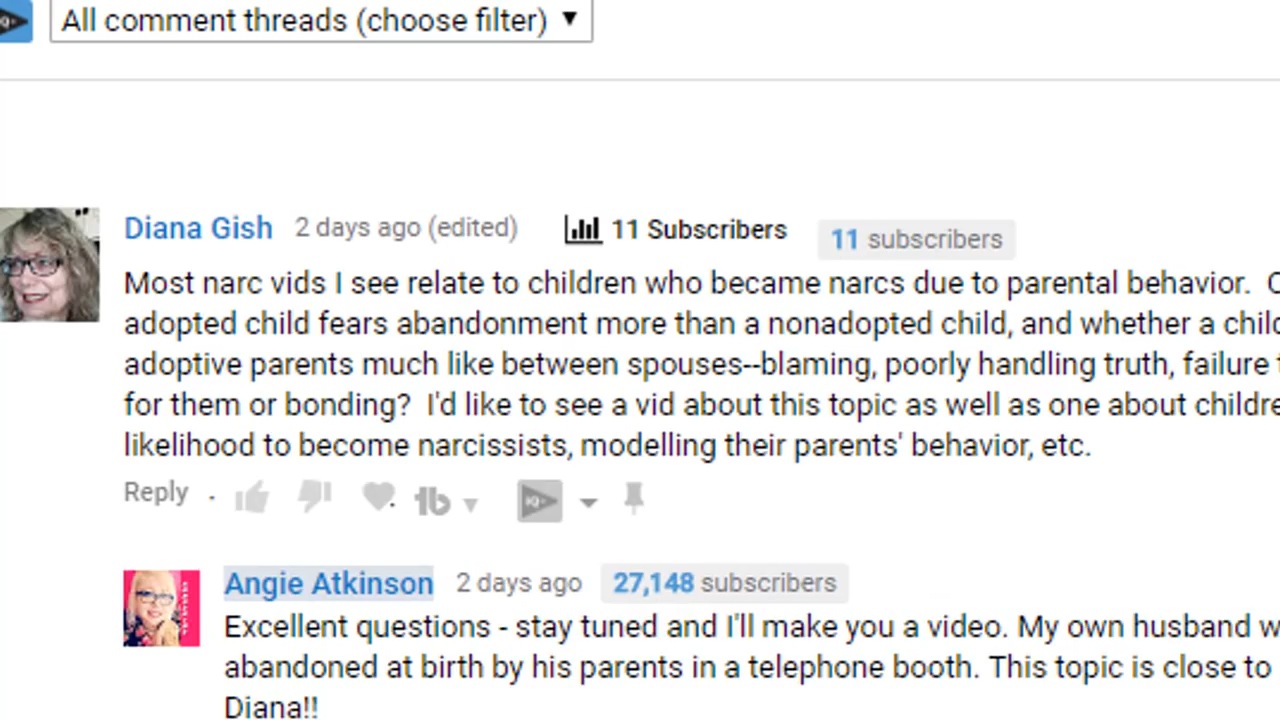 All comment threads (choose filter) ▼
Diana Gish 2 days ago (edited) 11 Subscribers 11 subscribers
Most narc vids I see relate to children who became narcs due to parental behavior.
adopted child fears abandonment more than a nonadopted child, and whether a
adoptive parents much like between spouses--blaming, poorly handling truth, failure
for them or bonding? I'd like to see a vid about this topic as well as one about
likelihood to become narcissists, modelling their parents' behavior, etc.
Reply
Angie Atkinson 2 days ago 27,148 subscribers
Excellent questions - stay tuned and I'll make you a video. My own husband
abandoned at birth by his parents in a telephone booth. This topic is close to
Diana!!